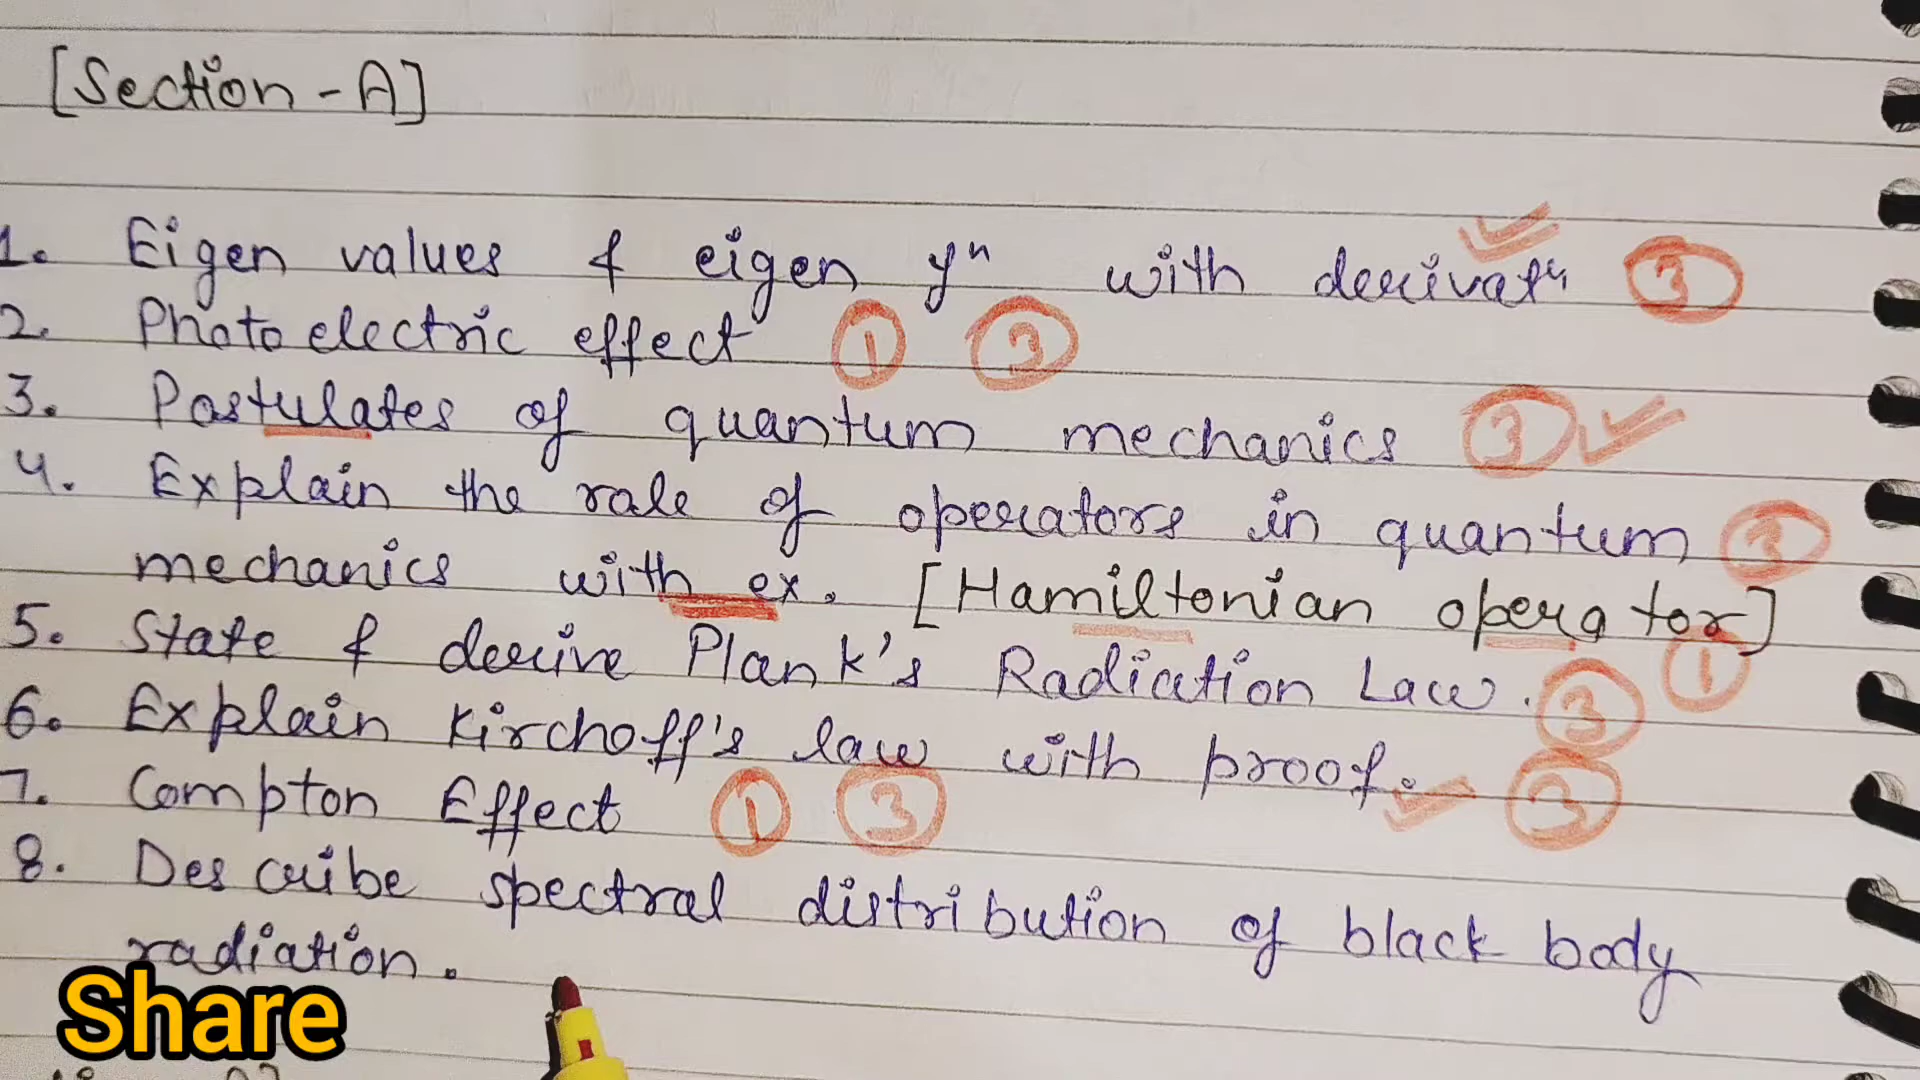 [Section - A]
1. Eigen values & eigen yⁿ with derivatⁿ ③
2. Photo electric effect ① ③
3. Postulates of quantum mechanics ③
4. Explain the role of operators in quantum ③
mechanics with ex. [Hamiltonian operator]
5. State & derive Plank's Radiation Law. ③ ①
6. Explain Kirchoff's law with proof. ③
7. Compton Effect ① ③
8. Describe spectral distribution of black body
radiation.
Share